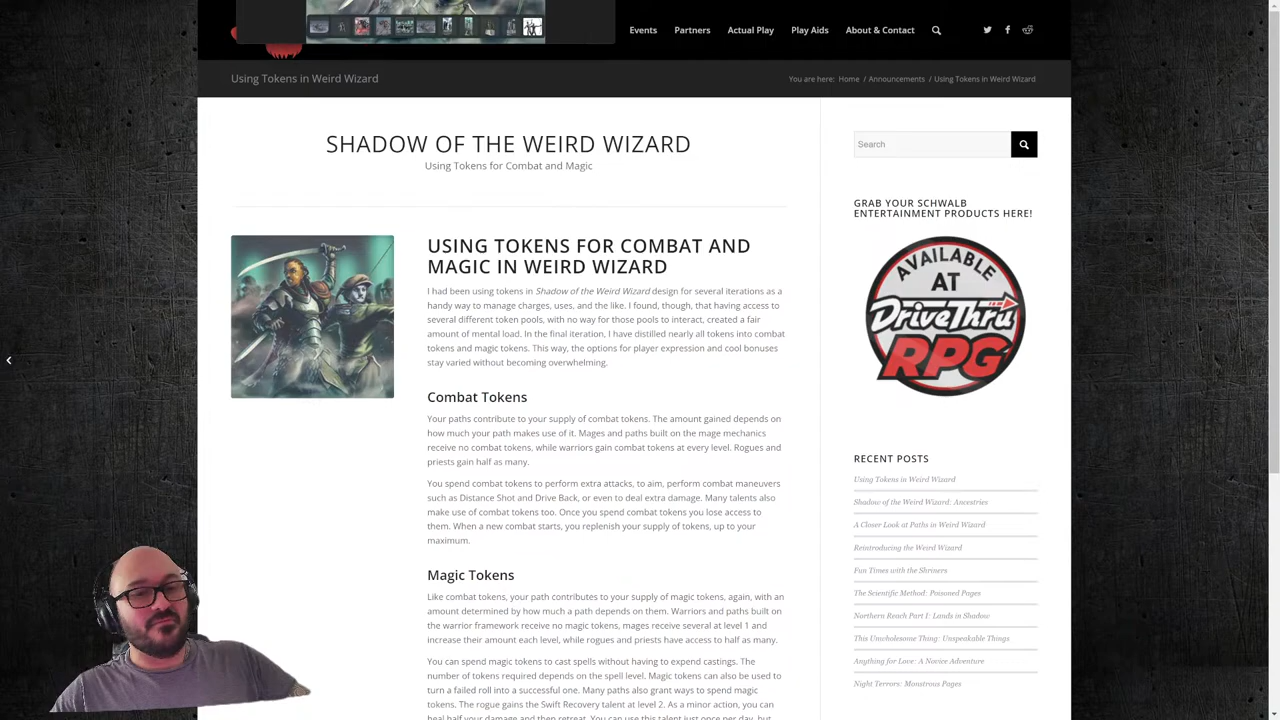 Events
Partners
Actual Play
Play Aids
About & Contact
Using Tokens in Weird Wizard
You are here: Home / Announcements / Using Tokens in Weird Wizard
SHADOW OF THE WEIRD WIZARD
Using Tokens for Combat and Magic
USING TOKENS FOR COMBAT AND
MAGIC IN WEIRD WIZARD
I had been using tokens in Shadow of the Weird Wizard design for several iterations as a
handy way to manage charges, uses, and the like. I found, though, that having access to
several different token pools, with no way for those pools to interact, created a fair
amount of mental load. In the final iteration, I have distilled nearly all tokens into combat
tokens and magic tokens. This way, the options for player expression and cool bonuses
stay varied without becoming overwhelming.
Combat Tokens
Your paths contribute to your supply of combat tokens. The amount gained depends on
how much your path makes use of it. Mages and paths built on the mage mechanics
receive no combat tokens, while warriors gain combat tokens at every level. Rogues and
priests gain half as many.
You spend combat tokens to perform extra attacks, to aim, perform combat maneuvers
such as Distance Shot and Drive Back, or even to deal extra damage. Many talents also
make use of combat tokens too. Once you spend combat tokens you lose access to
them. When a new combat starts, you replenish your supply of tokens, up to your
maximum.
Magic Tokens
Like combat tokens, your path contributes to your supply of magic tokens, again, with an
amount determined by how much a path depends on them. Warriors and paths built on
the warrior framework receive no magic tokens, mages receive several at level 1 and
increase their amount each level, while rogues and priests have access to half as many.
You can spend magic tokens to cast spells without having to expend castings. The
number of tokens required depends on the spell level. Magic tokens can also be used to
turn a failed roll into a successful one. Many paths also grant ways to spend magic
tokens. The rogue gains the Swift Recovery talent at level 2. As a minor action, you can
heal half your damage and then retreat. You can use this talent just once per day, but
Search
GRAB YOUR SCHWALB
ENTERTAINMENT PRODUCTS HERE!
AVAILABLE
AT
DriveThru
RPG
RECENT POSTS
Using Tokens in Weird Wizard
Shadow of the Weird Wizard: Ancestries
A Closer Look at Paths in Weird Wizard
Reintroducing the Weird Wizard
Fun Times with the Shriners
The Scientific Method: Poisoned Pages
Northern Reach Part I: Lands in Shadow
This Unwholesome Thing: Unspeakable Things
Anything for Love: A Novice Adventure
Night Terrors: Monstrous Pages